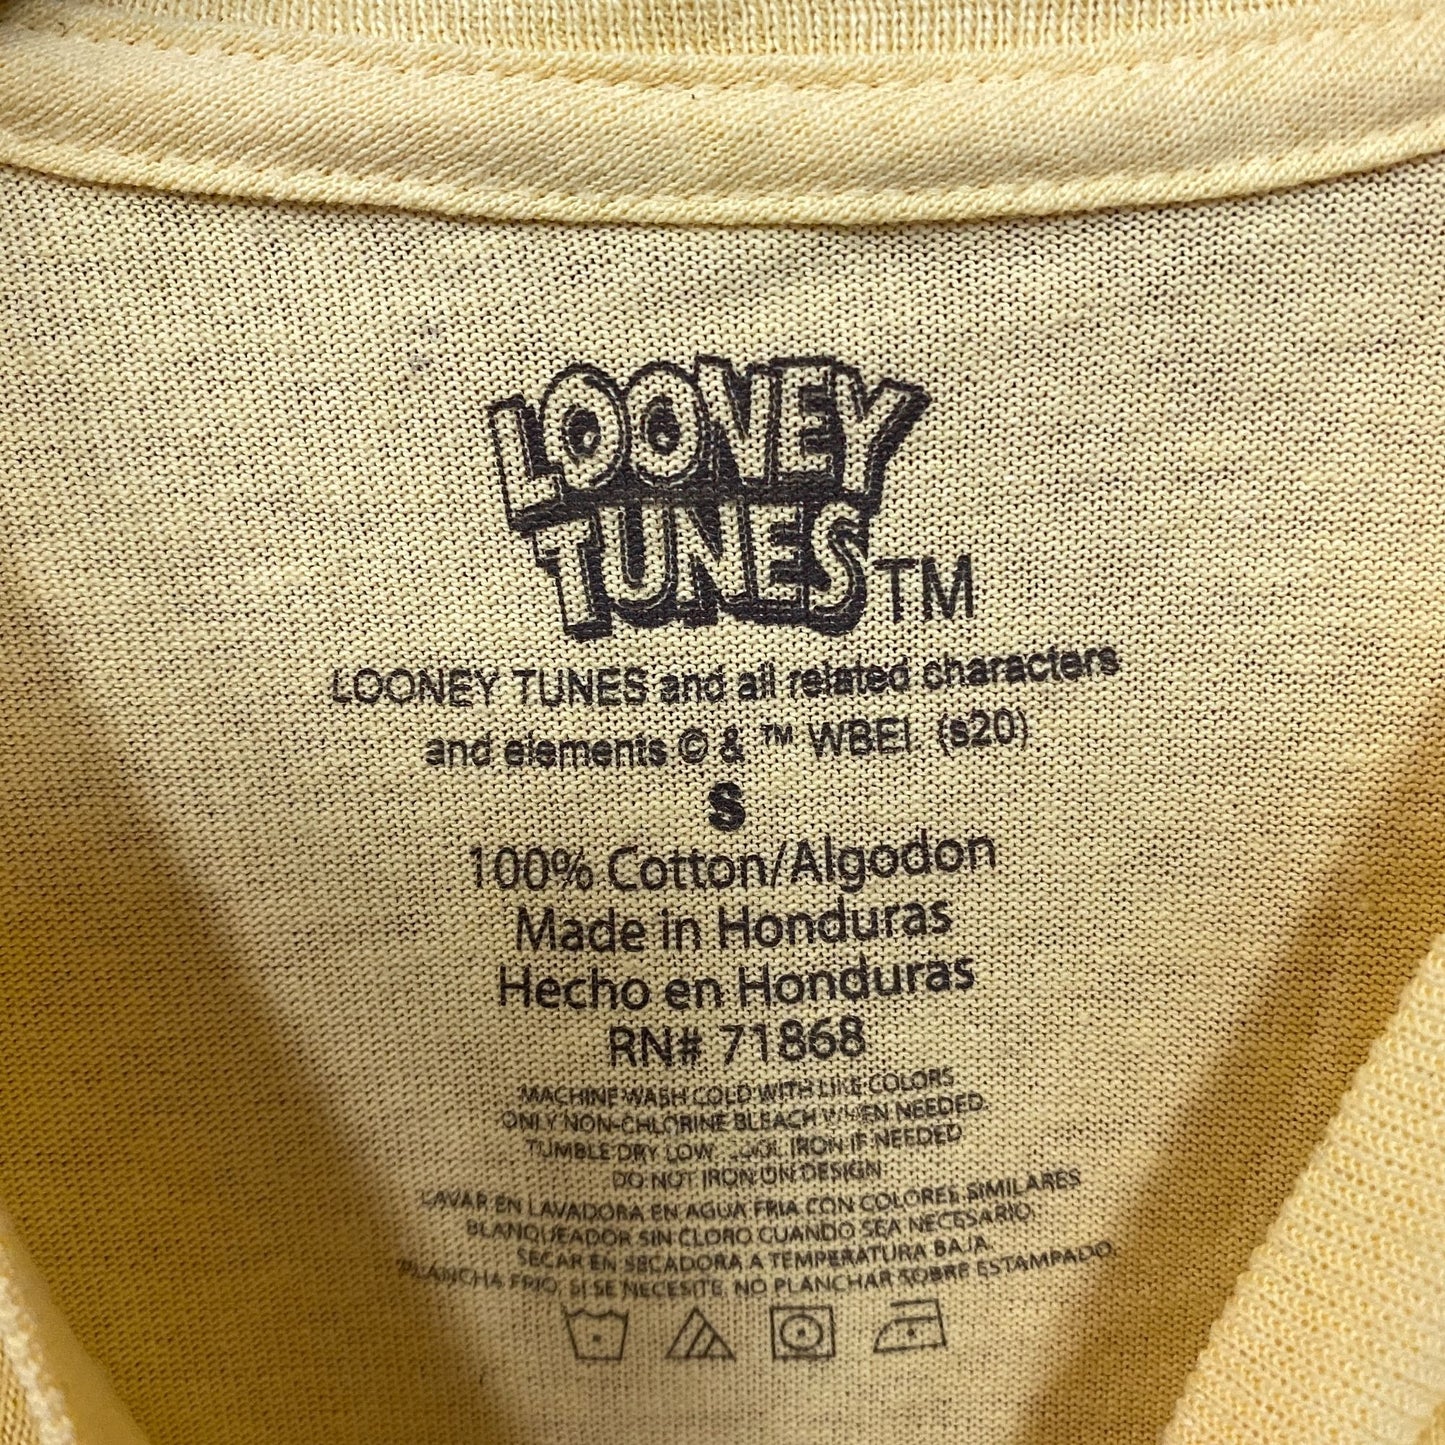 LOONEY
TUNES TM
LOONEY TUNES and all related characters
and elements © & ™ WBEI. (s20)
S
100% Cotton/Algodon
Made in Honduras
Hecho en Honduras
RN# 71868
MACHINE WASH COLD WITH LIKE COLORS
ONLY NON-CHLORINE BLEACH WHEN NEEDED.
TUMBLE DRY LOW. COOL IRON IF NEEDED
DO NOT IRON ON DESIGN
LAVAR EN LAVADORA EN AGUA FRIA CON COLORES SIMILARES
BLANQUEADOR SIN CLORO CUANDO SEA NECESARIO.
SECAR EN SECADORA A TEMPERATURA BAJA.
PLANCHA FRIO, SI SE NECESITE, NO PLANCHAR SOBRE ESTAMPADO.